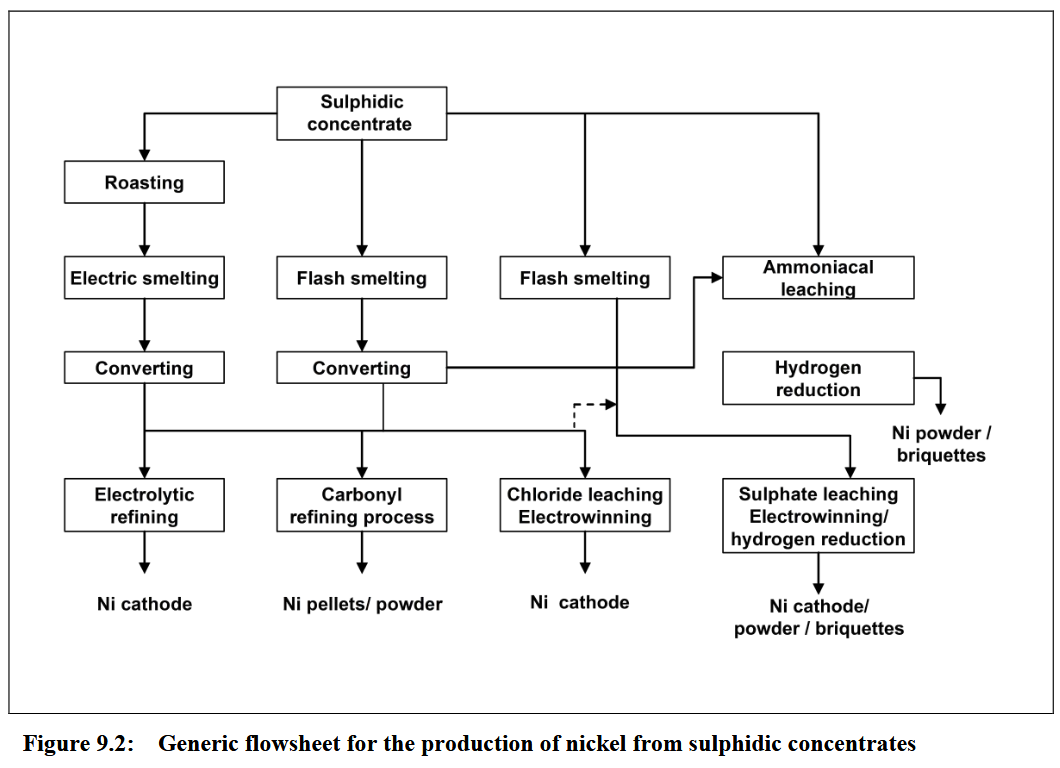 Sulphidic
concentrate
Roasting
Electric smelting
Flash smelting
Flash smelting
Ammoniacal
leaching
Converting
Converting
Hydrogen
reduction
Ni powder /
briquettes
Electrolytic
refining
Carbonyl
refining process
Chloride leaching
Electrowinning
Sulphate leaching
Electrowinning/
hydrogen reduction
Ni cathode
Ni pellets/ powder
Ni cathode
Ni cathode/
powder / briquettes
Figure 9.2: Generic flowsheet for the production of nickel from sulphidic concentrates